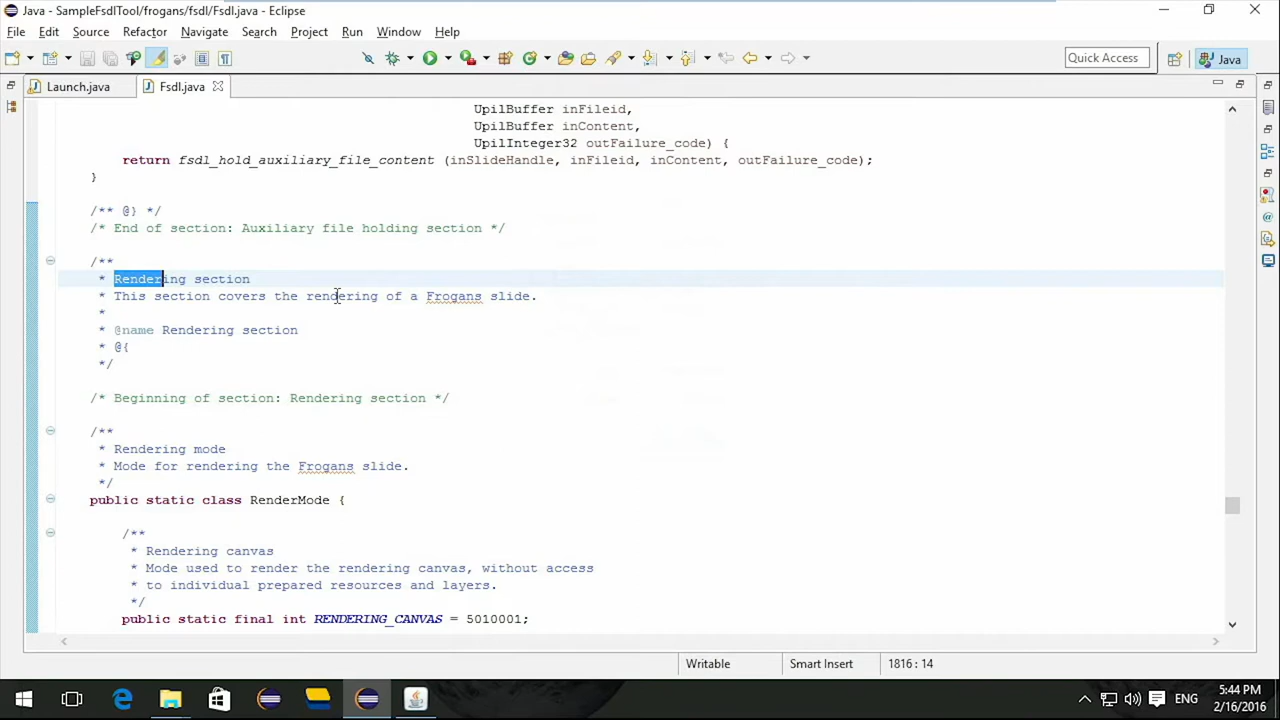 Java - SampleFsdlTool/frogans/fsdl/Fsdl.java - Eclipse
File Edit Source Refactor Navigate Search Project Run Window Help
Quick Access
Java
Launch.java
Fsdl.java
UpilBuffer inFileid,
UpilBuffer inContent,
UpilInteger32 outFailure_code) {
return fsdl_hold_auxiliary_file_content (inSlideHandle, inFileid, inContent, outFailure_code);
}
/** @} */
/* End of section: Auxiliary file holding section */
/**
* Rendering section
* This section covers the rendering of a Frogans slide.
*
* @name Rendering section
* @{
*/
/* Beginning of section: Rendering section */
/**
* Rendering mode
* Mode for rendering the Frogans slide.
*/
public static class RenderMode {
/**
* Rendering canvas
* Mode used to render the rendering canvas, without access
* to individual prepared resources and layers.
*/
public static final int RENDERING_CANVAS = 5010001;
Writable
Smart Insert
1816 : 14
ENG
5:44 PM
2/16/2016